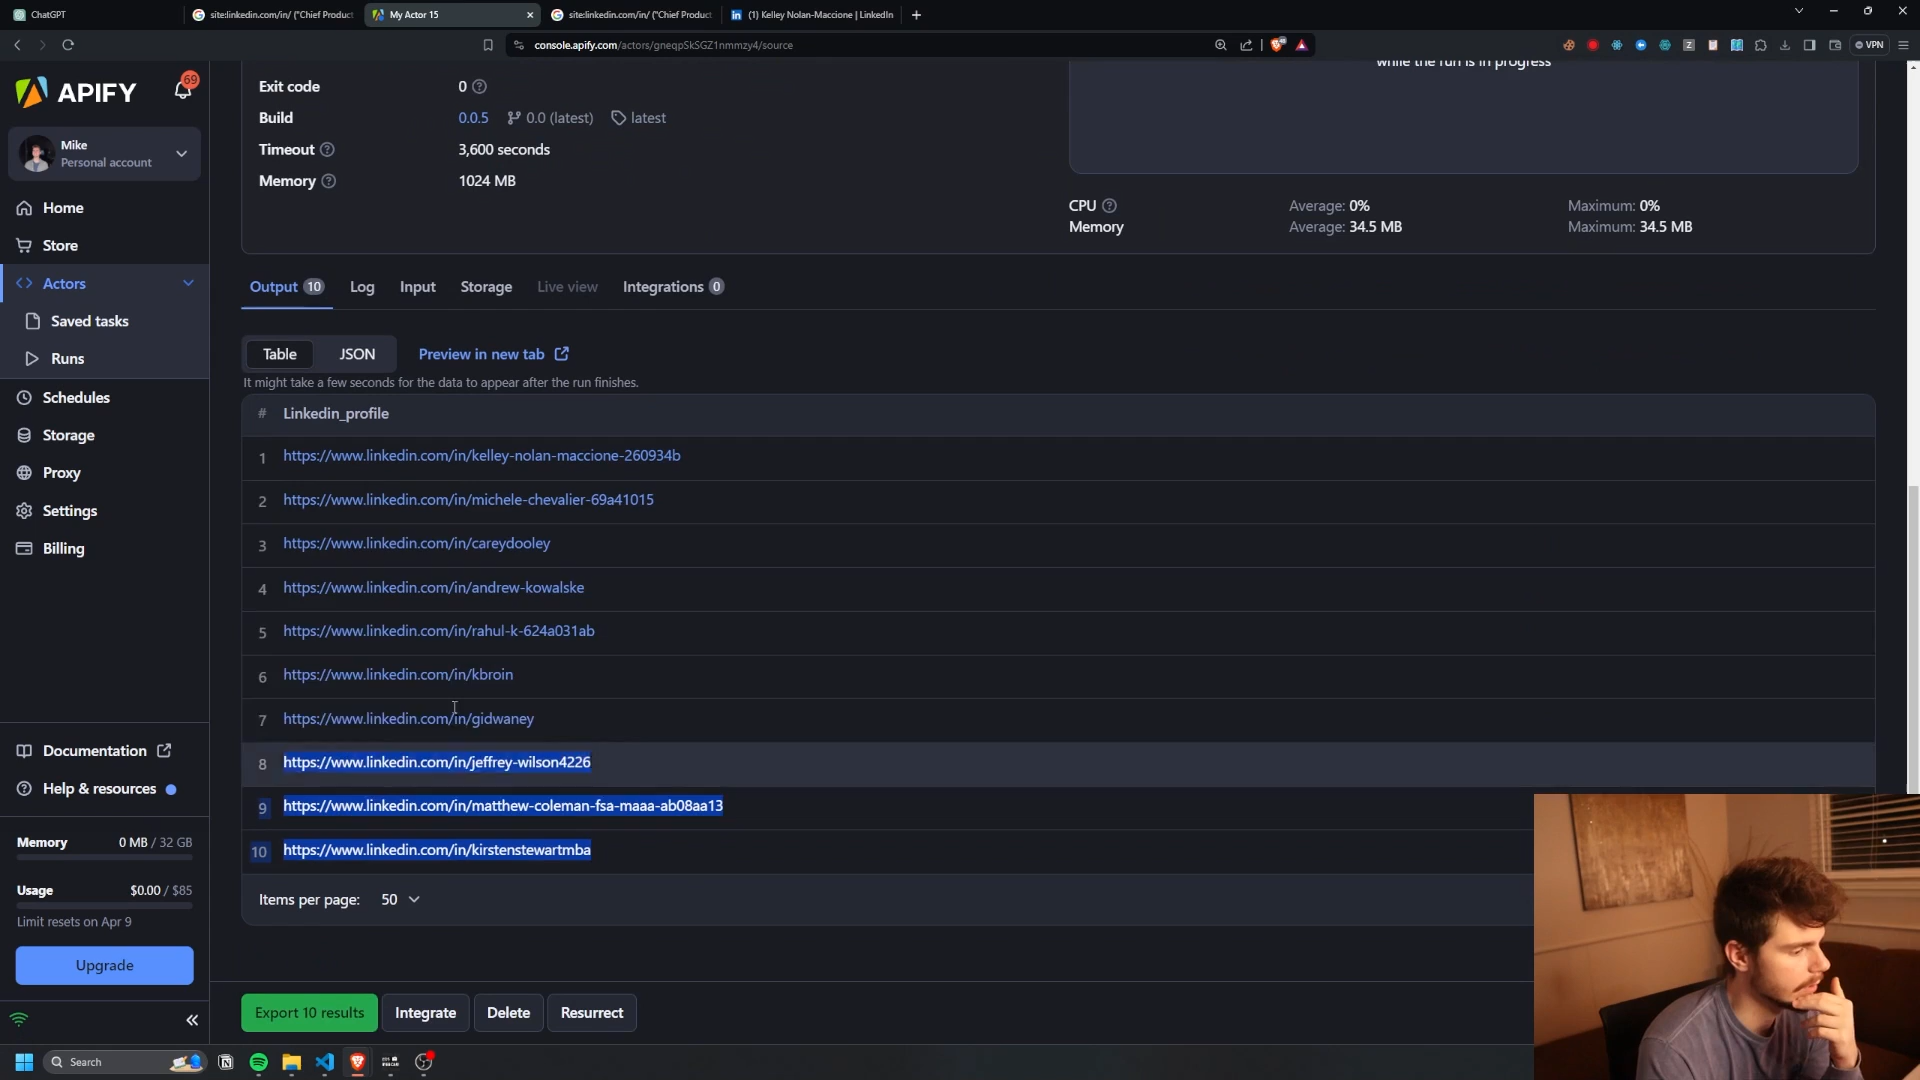 ChatGPT
site:linkedin.com/in/ ("Chief Product
My Actor 15
site:linkedin.com/in/ ("Chief Product
(1) Kelley Nolan-Maccione | LinkedIn
console.apify.com/actors/gneqpSkSGZ1nmmzy4/source
VPN
APIFY
69
Mike
Personal account
Home
Store
Actors
Saved tasks
Runs
Schedules
Storage
Proxy
Settings
Billing
Documentation
Help & resources
Memory 0 MB / 32 GB
Usage $0.00 / $85
Limit resets on Apr 9
Upgrade
while the run is in progress
Exit code 0
Build 0.0.5 0.0 (latest) latest
Timeout 3,600 seconds
Memory 1024 MB
CPU Average: 0% Maximum: 0%
Memory Average: 34.5 MB Maximum: 34.5 MB
Output 10 Log Input Storage Live view Integrations 0
Table JSON Preview in new tab
It might take a few seconds for the data to appear after the run finishes.
# Linkedin_profile
1 https://www.linkedin.com/in/kelley-nolan-maccione-260934b
2 https://www.linkedin.com/in/michele-chevalier-69a41015
3 https://www.linkedin.com/in/careydooley
4 https://www.linkedin.com/in/andrew-kowalske
5 https://www.linkedin.com/in/rahul-k-624a031ab
6 https://www.linkedin.com/in/kbroin
7 https://www.linkedin.com/in/gidwaney
8 https://www.linkedin.com/in/jeffrey-wilson4226
9 https://www.linkedin.com/in/matthew-coleman-fsa-maaa-ab08aa13
10 https://www.linkedin.com/in/kirstenstewartmba
Items per page: 50
Export 10 results Integrate Delete Resurrect
Search